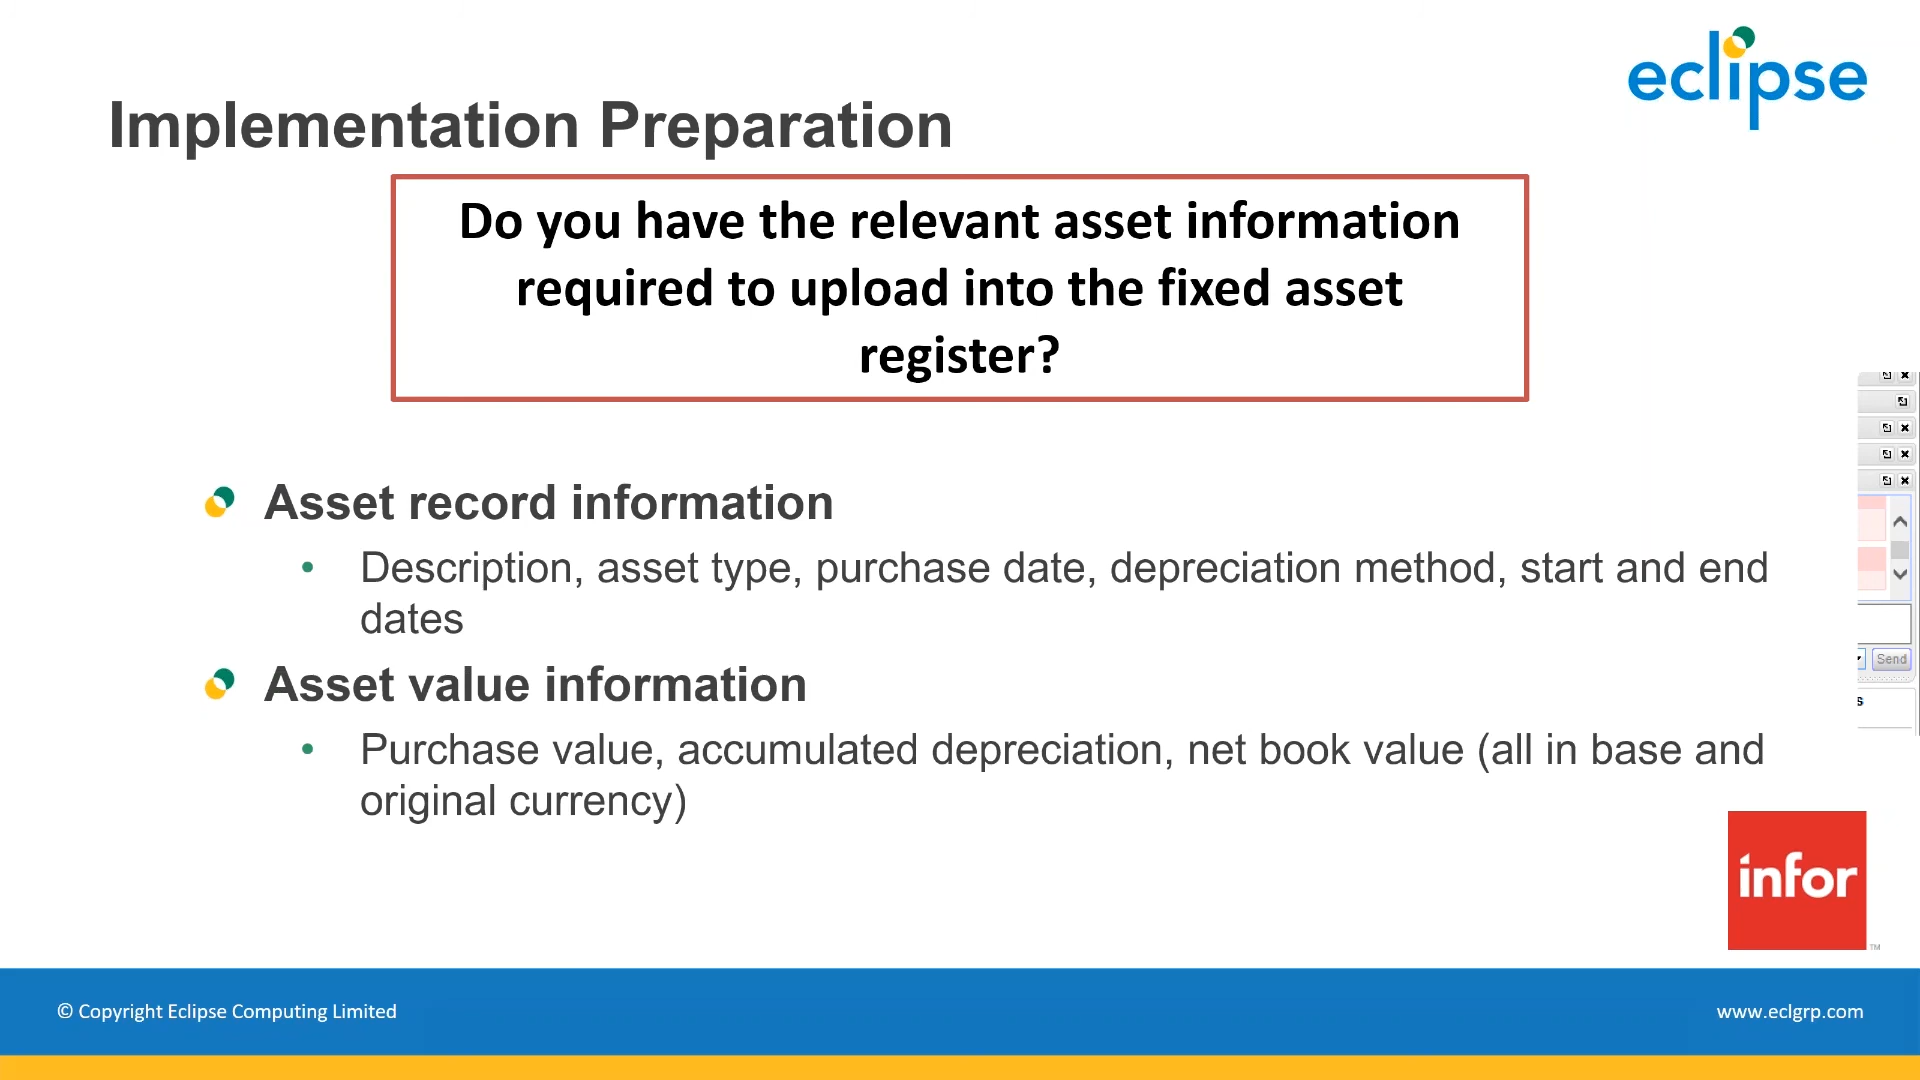 eclipse
Implementation Preparation
Do you have the relevant asset information
required to upload into the fixed asset
register?
Asset record information
• Description, asset type, purchase date, depreciation method, start and end
dates
Asset value information
• Purchase value, accumulated depreciation, net book value (all in base and
original currency)
Send
s
infor
TM
© Copyright Eclipse Computing Limited
www.eclgrp.com